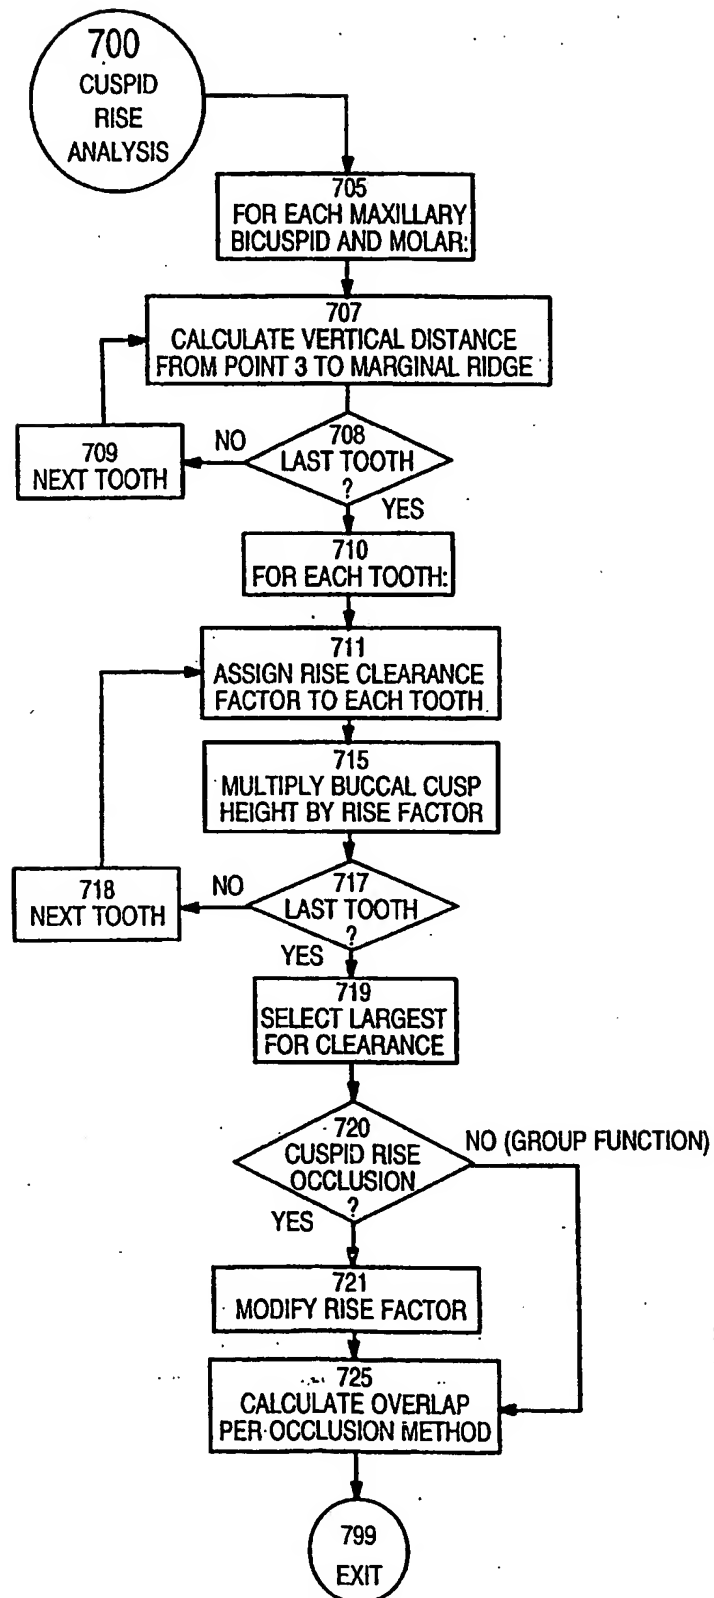 700
CUSPID
RISE
ANALYSIS
705
FOR EACH MAXILLARY
BICUSPID AND MOLAR:
707
CALCULATE VERTICAL DISTANCE
FROM POINT 3 TO MARGINAL RIDGE
709
NEXT TOOTH
NO
708
LAST TOOTH
?
YES
710
FOR EACH TOOTH:
711
ASSIGN RISE CLEARANCE
FACTOR TO EACH TOOTH
715
MULTIPLY BUCCAL CUSP
HEIGHT BY RISE FACTOR
718
NEXT TOOTH
NO
717
LAST TOOTH
?
YES
719
SELECT LARGEST
FOR CLEARANCE
720
CUSPID RISE
OCCLUSION
?
NO (GROUP FUNCTION)
YES
721
MODIFY RISE FACTOR
725
CALCULATE OVERLAP
PER OCCLUSION METHOD
799
EXIT